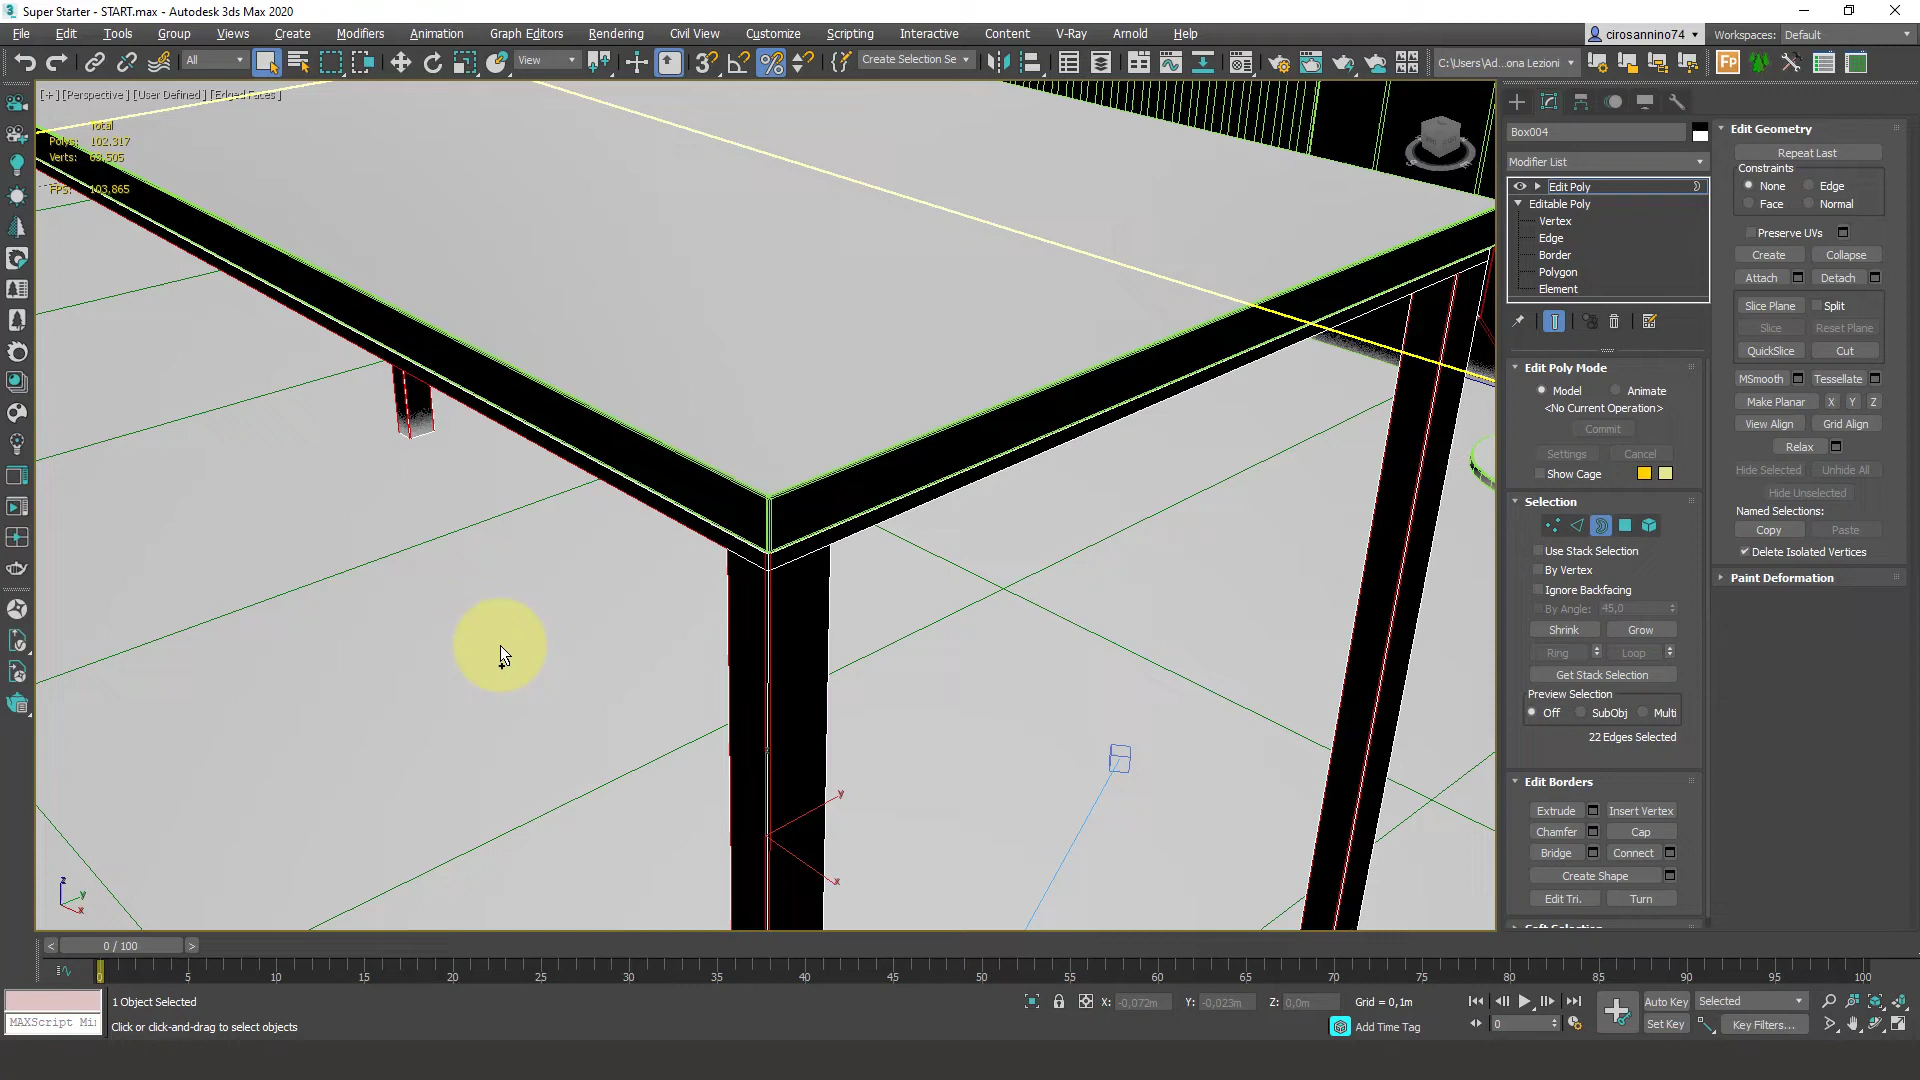 Super Starter - START.max - Autodesk 3ds Max 2020
File Edit Tools Group Views Create Modifiers Animation Graph Editors Rendering Civil View Customize Scripting Interactive Content V-Ray Arnold Help
cirosannino74 Workspaces: Default
All View Create Selection Se C:\Ad...ona Lezioni
[+] [Perspective] [User Defined] [Edged Faces]
Total
Polys: 102.317
Verts: 69.505
FPS: 103,865
Box004
Modifier List
Edit Poly
Editable Poly
Vertex
Edge
Border
Polygon
Element
Edit Poly Mode
Model Animate
<No Current Operation>
Commit
Settings Cancel
Show Cage
Selection
Use Stack Selection
By Vertex
Ignore Backfacing
By Angle: 45,0
Shrink Grow
Ring Loop
Get Stack Selection
Preview Selection
Off SubObj Multi
22 Edges Selected
Edit Borders
Extrude Insert Vertex
Chamfer Cap
Bridge Connect
Create Shape
Edit Tri. Turn
Edit Geometry
Repeat Last
Constraints
None Edge
Face Normal
Preserve UVs
Create Collapse
Attach Detach
Slice Plane Split
Slice Reset Plane
QuickSlice Cut
MSmooth Tessellate
Make Planar X Y Z
View Align Grid Align
Relax
Hide Selected Unhide All
Hide Unselected
Named Selections:
Copy Paste
Delete Isolated Vertices
Paint Deformation
y
x
z
y
x
< 0 / 100 >
0 5 10 15 20 25 30 35 40 45 50 55 60 65 70 75 80 85 90 95 100
1 Object Selected
X: -0,072m Y: -0,023m Z: 0,0m Grid = 0,1m
Auto Key Selected
MAXScript Mi
Click or click-and-drag to select objects
Add Time Tag
0
Set Key Key Filters...